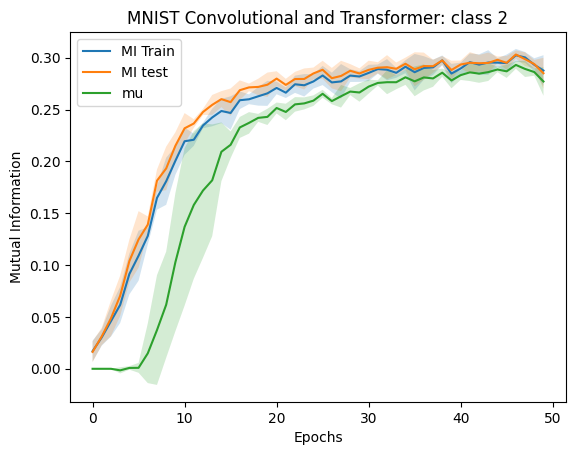 MNIST Convolutional and Transformer: class 2
MI Train
MI test
mu
Mutual Information
0.30
0.25
0.20
0.15
0.10
0.05
0.00
0
10
20
30
40
50
Epochs